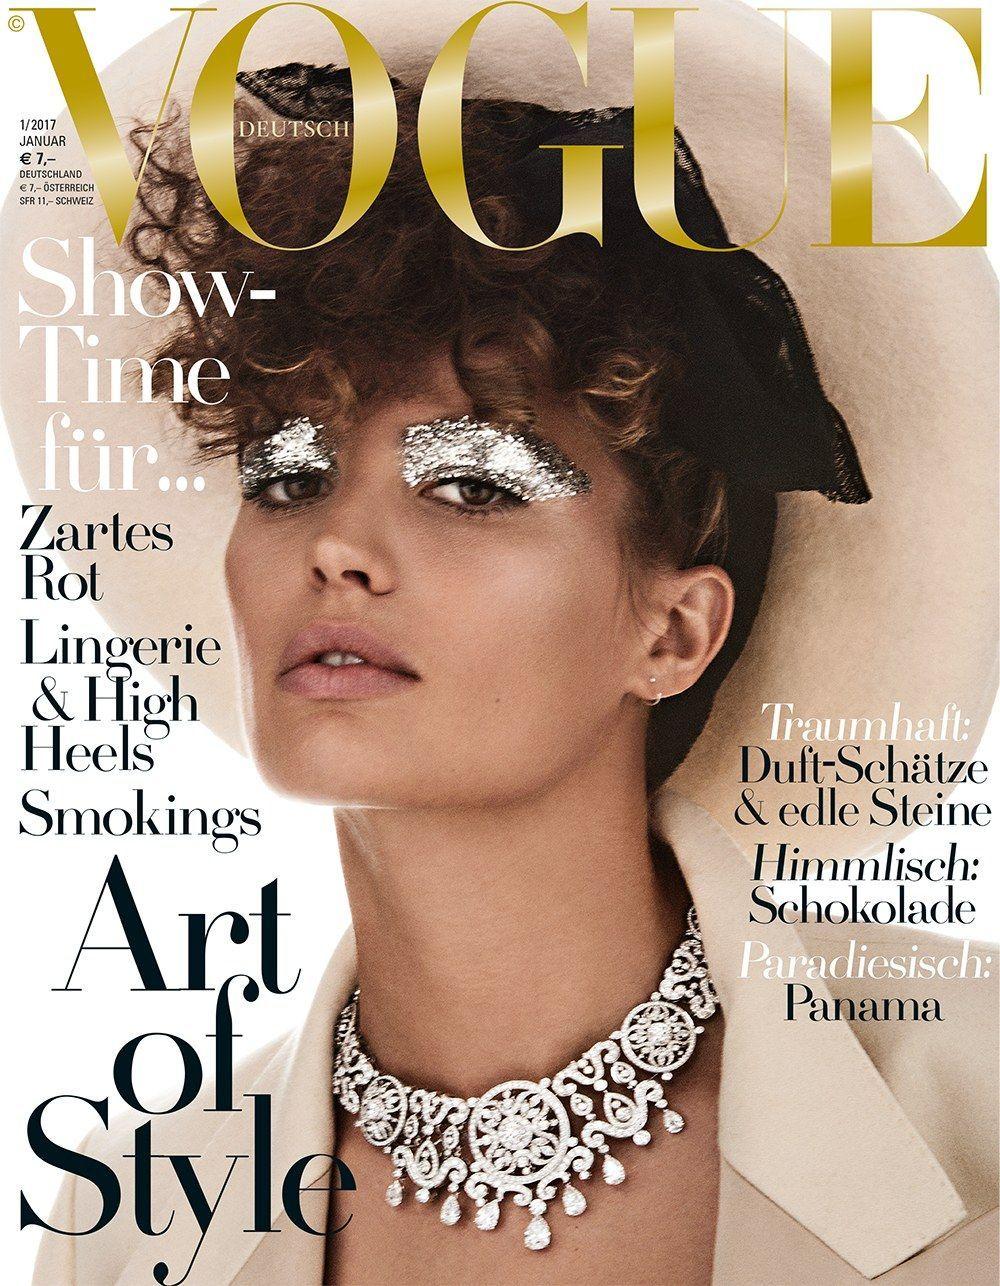 ©
VOGUE
DEUTSCH
1/2017
JANUAR
€ 7,–
DEUTSCHLAND
€ 7,– ÖSTERREICH
SFR 11,– SCHWEIZ
Show-
Time
für...
Zartes
Rot
Lingerie
& High
Heels
Smokings
Art
of
Style
Traumhaft:
Duft-Schätze
& edle Steine
Himmlisch:
Schokolade
Paradiesisch:
Panama